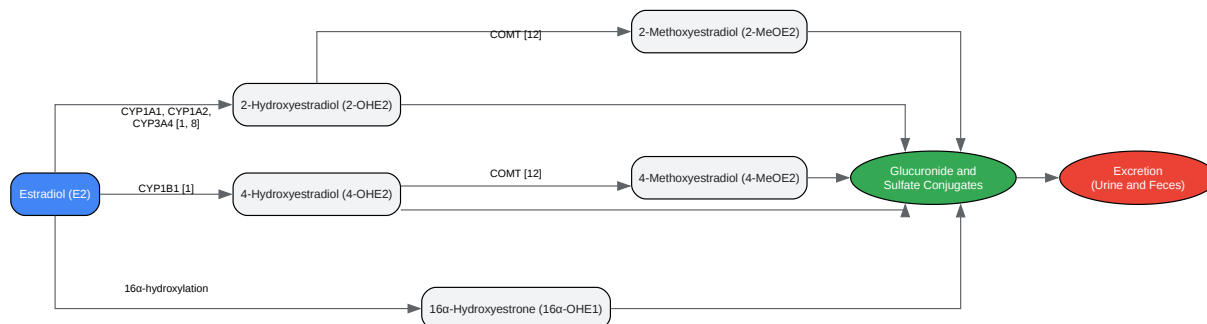 COMT [12]
2-Methoxyestradiol (2-MeOE2)
2-Hydroxyestradiol (2-OHE2)
CYP1A1, CYP1A2,
CYP3A4 [1, 8]
Estradiol (E2)
CYP1B1 [1]
4-Hydroxyestradiol (4-OHE2)
COMT [12]
4-Methoxyestradiol (4-MeOE2)
Glucuronide and
Sulfate Conjugates
Excretion
(Urine and Feces)
16α-hydroxylation
16α-Hydroxyestrone (16α-OHE1)